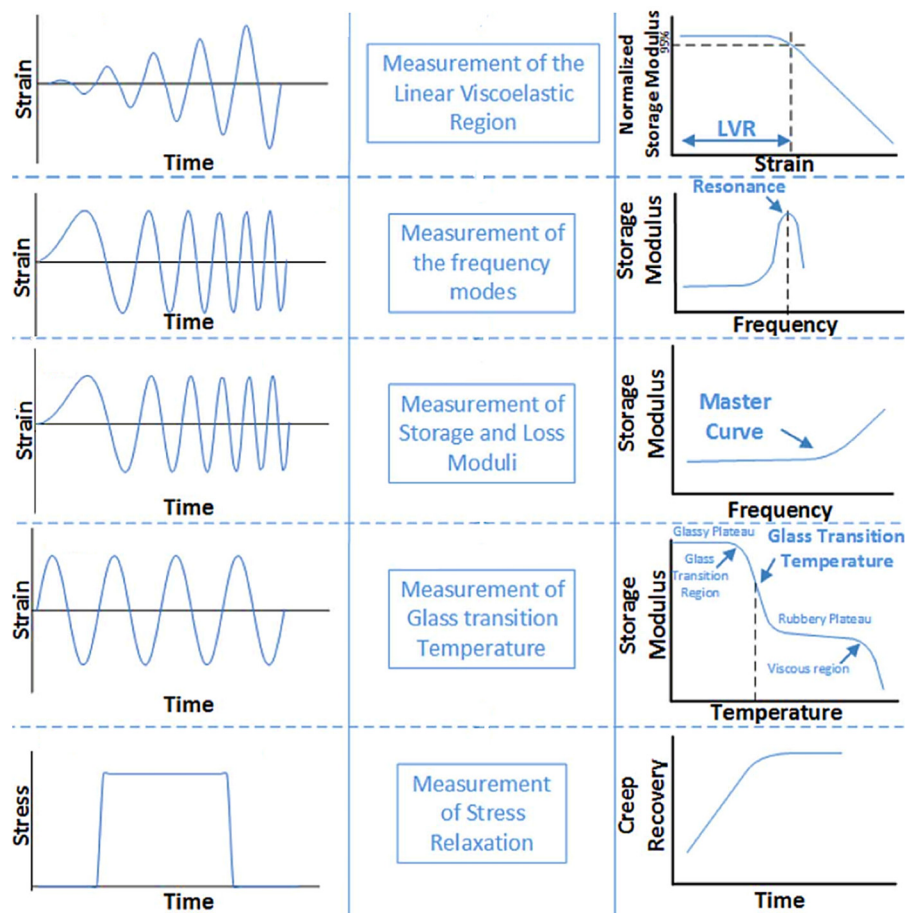 Strain
Time
Measurement of the
Linear Viscoelastic
Region
Normalized
Storage Modulus
95%
LVR
Strain
Strain
Time
Measurement of
the frequency
modes
Storage
Modulus
Resonance
Frequency
Strain
Time
Measurement of
Storage and Loss
Moduli
Storage
Modulus
Master
Curve
Frequency
Strain
Time
Measurement of
Glass transition
Temperature
Storage
Modulus
Glassy Plateau
Glass Transition
Temperature
Glass
Transition
Region
Rubbery Plateau
Viscous region
Temperature
Stress
Time
Measurement
of Stress
Relaxation
Creep
Recovery
Time